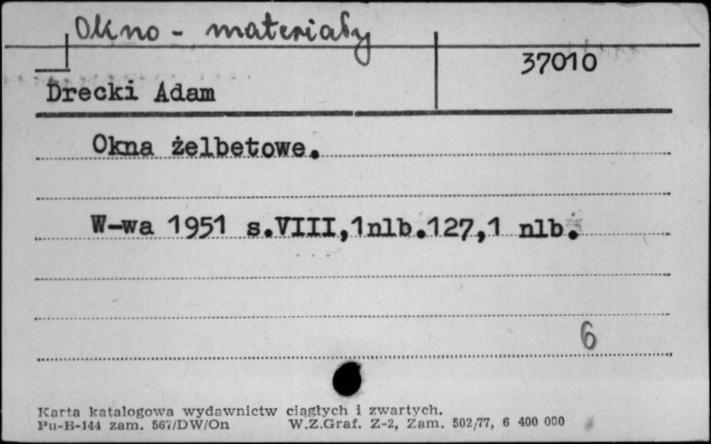 Okno - materiały
37010
Drecki Adam
Okna żelbetowe.
W-wa 1951 s.VIII,1nlb.127,1 nlb.
6
Karta katalogowa wydawnictw ciągłych i zwartych.
Pu-B-144 zam. 567/DW/On W.Z.Graf. Z-2, Zam. 502/77, 6 400 000